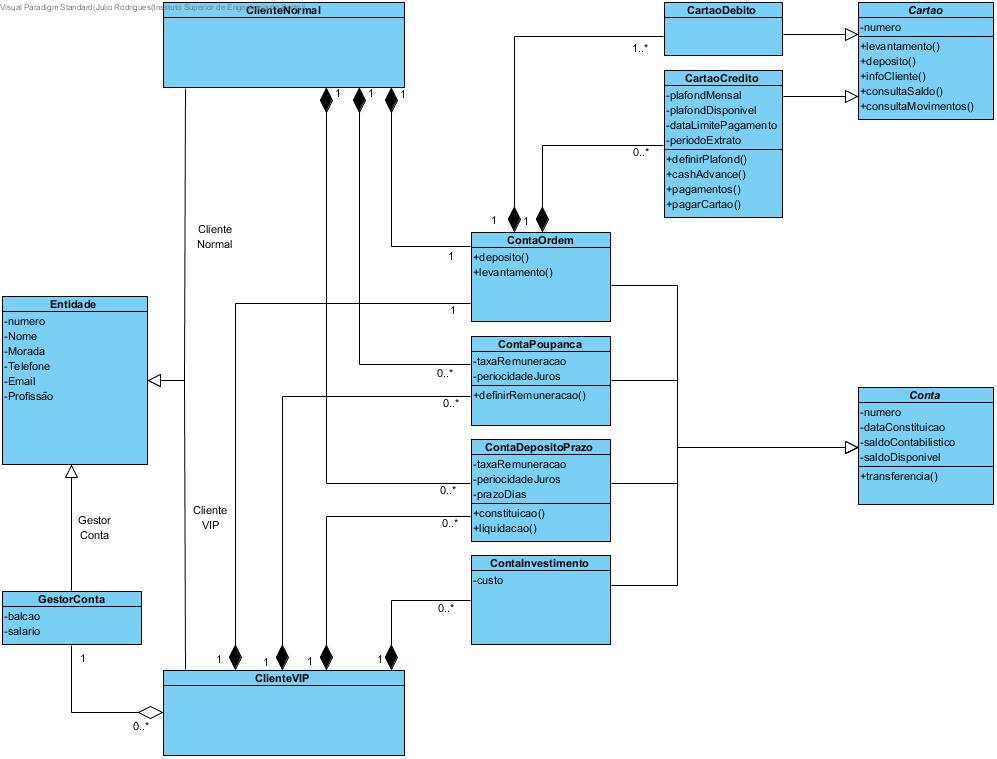 Visual Paradigm Standard(Julio Rodrigues(Instituto Superior de Enge
ClienteNormal
1
1
1
Cliente
Normal
CartaoDebito
1..*
CartaoCredito
-plafondMensal
-plafondDisponivel
-dataLimitePagamento
-periodoExtrato
+definirPlafond()
+cashAdvance()
+pagamentos()
+pagarCartao()
0..*
Cartao
-numero
+levantamento()
+deposito()
+infoCliente()
+consultaSaldo()
+consultaMovimentos()
1
1
ContaOrdem
+deposito()
+levantamento()
1
1
Entidade
-numero
-Nome
-Morada
-Telefone
-Email
-Profissão
ContaPoupanca
-taxaRemuneracao
-periocidadeJuros
+definirRemuneracao()
0..*
0..*
Conta
-numero
-dataConstituicao
-saldoContabilistico
-saldoDisponivel
+transferencia()
ContaDepositoPrazo
-taxaRemuneracao
-periocidadeJuros
-prazoDias
+constituicao()
+liquidacao()
0..*
0..*
Cliente
VIP
Gestor
Conta
ContaInvestimento
-custo
0..*
GestorConta
-balcao
-salario
1
0..*
1
1
1
1
ClienteVIP